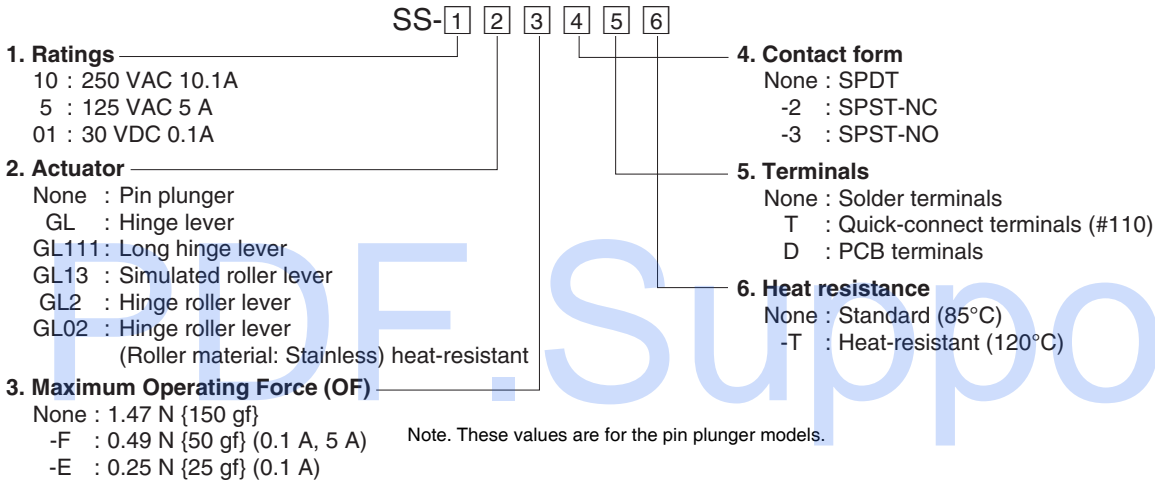 SS-1 2 3 4 5 6
1. Ratings
10 : 250 VAC 10.1A
5 : 125 VAC 5 A
01 : 30 VDC 0.1A
2. Actuator
None : Pin plunger
GL : Hinge lever
GL111 : Long hinge lever
GL13 : Simulated roller lever
GL2 : Hinge roller lever
GL02 : Hinge roller lever
(Roller material: Stainless) heat-resistant
3. Maximum Operating Force (OF)
None : 1.47 N {150 gf}
-F : 0.49 N {50 gf} (0.1 A, 5 A)
-E : 0.25 N {25 gf} (0.1 A)
Note. These values are for the pin plunger models.
4. Contact form
None : SPDT
-2 : SPST-NC
-3 : SPST-NO
5. Terminals
None : Solder terminals
T : Quick-connect terminals (#110)
D : PCB terminals
6. Heat resistance
None : Standard (85°C)
-T : Heat-resistant (120°C)
PDF.Suppo